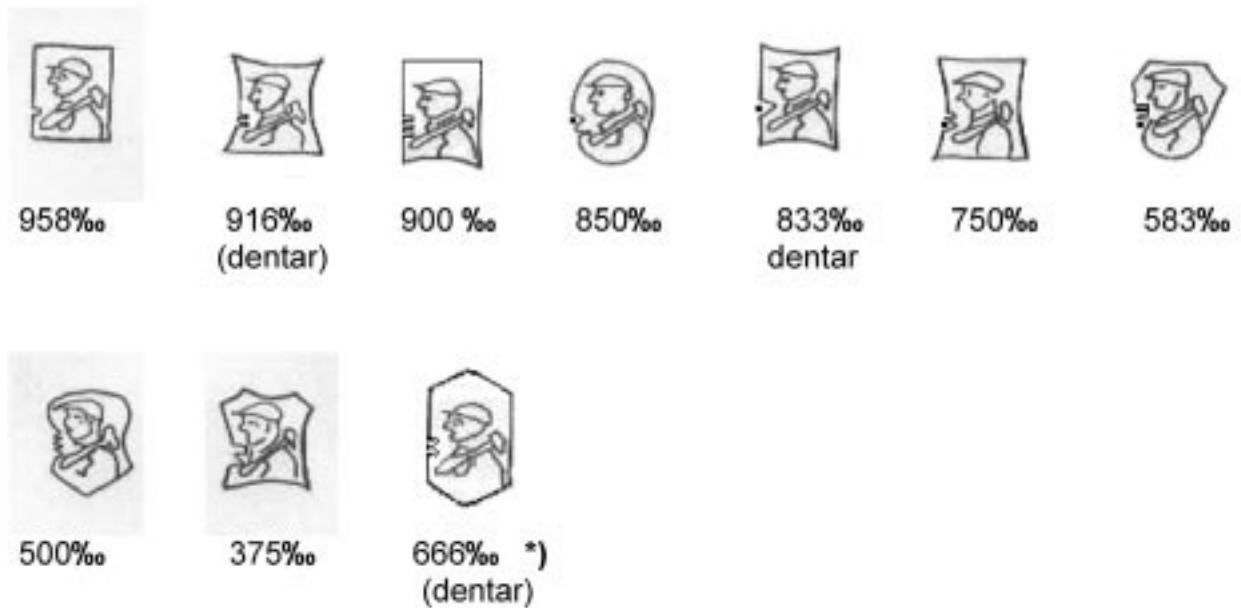 958‰ 916‰ 900 ‰ 850‰ 833‰ 750‰ 583‰
(dentar) dentar
500‰ 375‰ 666‰ *)
(dentar)